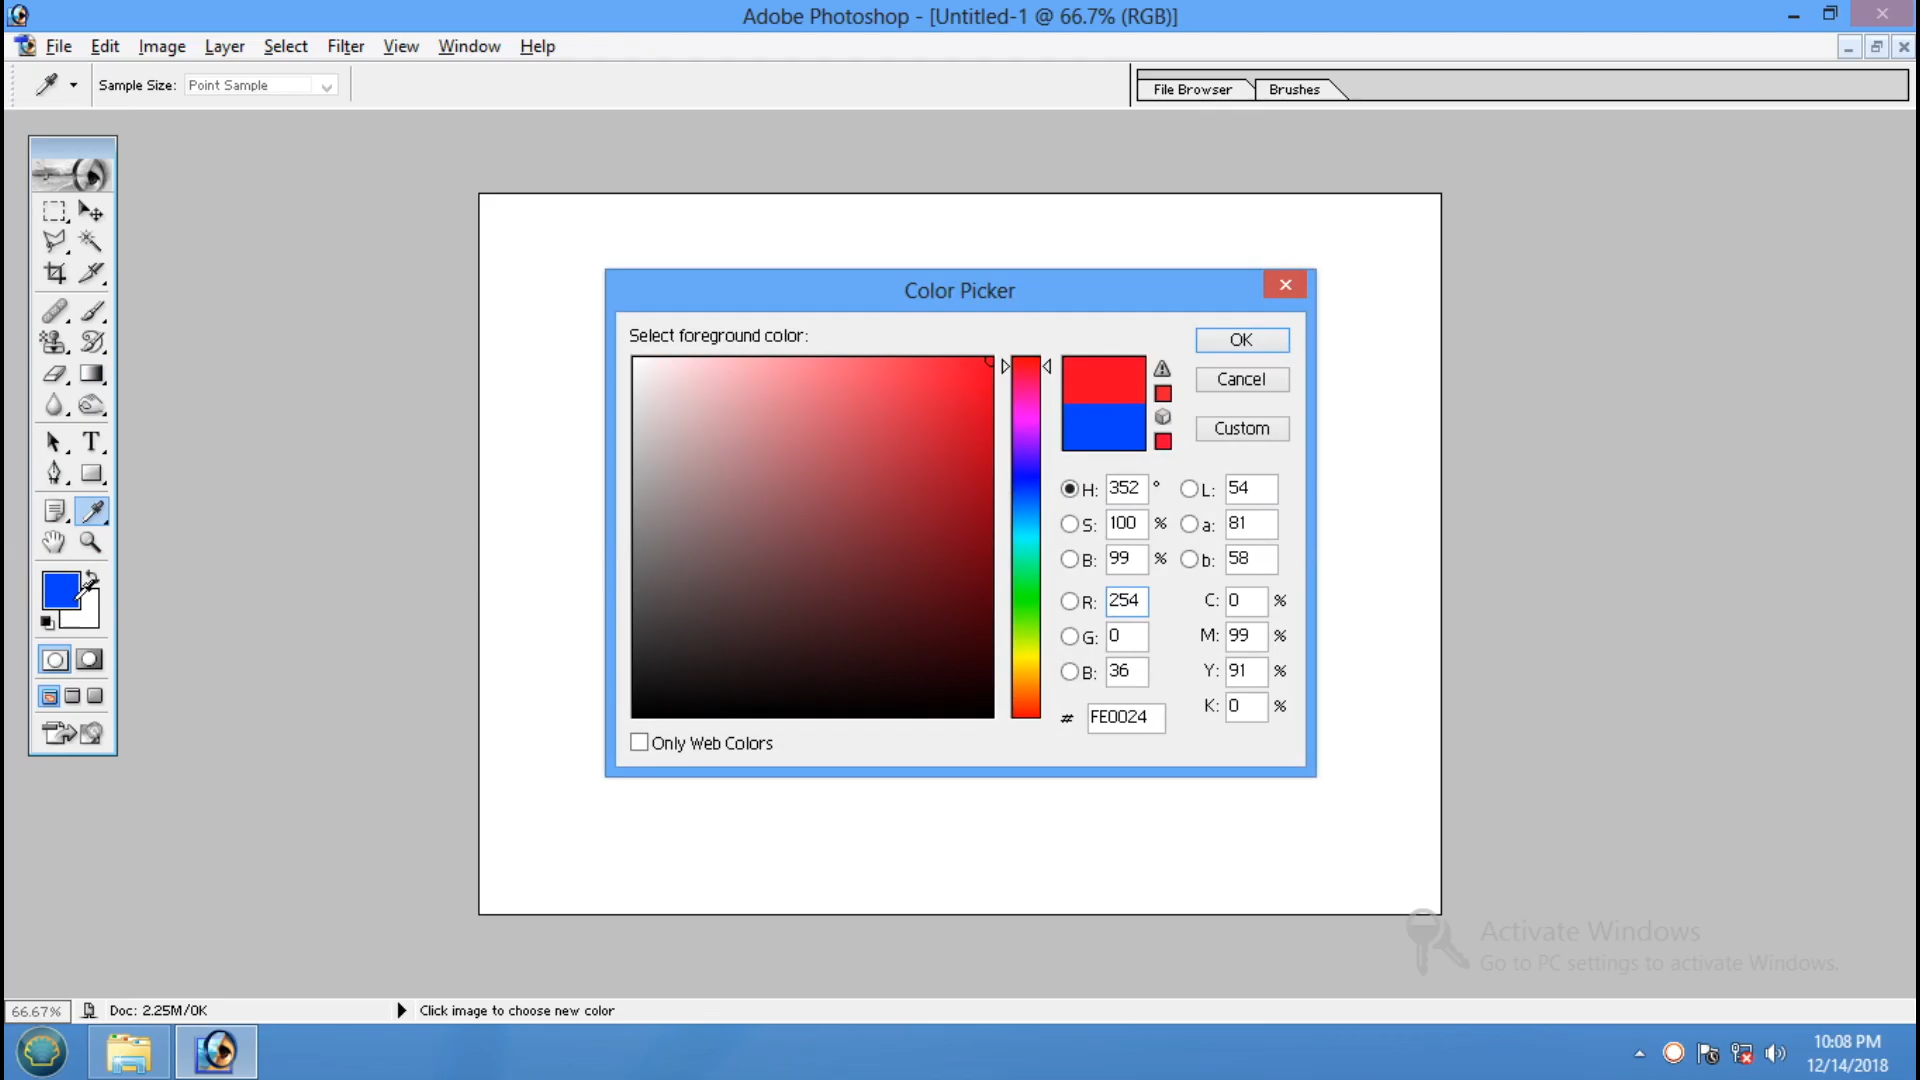 Adobe Photoshop - [Untitled-1 @ 66.7% (RGB)]
File Edit Image Layer Select Filter View Window Help
Sample Size: Point Sample
File Browser Brushes
Color Picker
Select foreground color:
OK
Cancel
Custom
H: 352 ° L: 54
S: 100 % a: 81
B: 99 % b: 58
R: 254 C: 0 %
G: 0 M: 99 %
B: 36 Y: 91 %
# FE0024 K: 0 %
Only Web Colors
T
Activate Windows
Go to PC settings to activate Windows.
66.67% Doc: 2.25M/0K Click image to choose new color
10:08 PM
12/14/2018